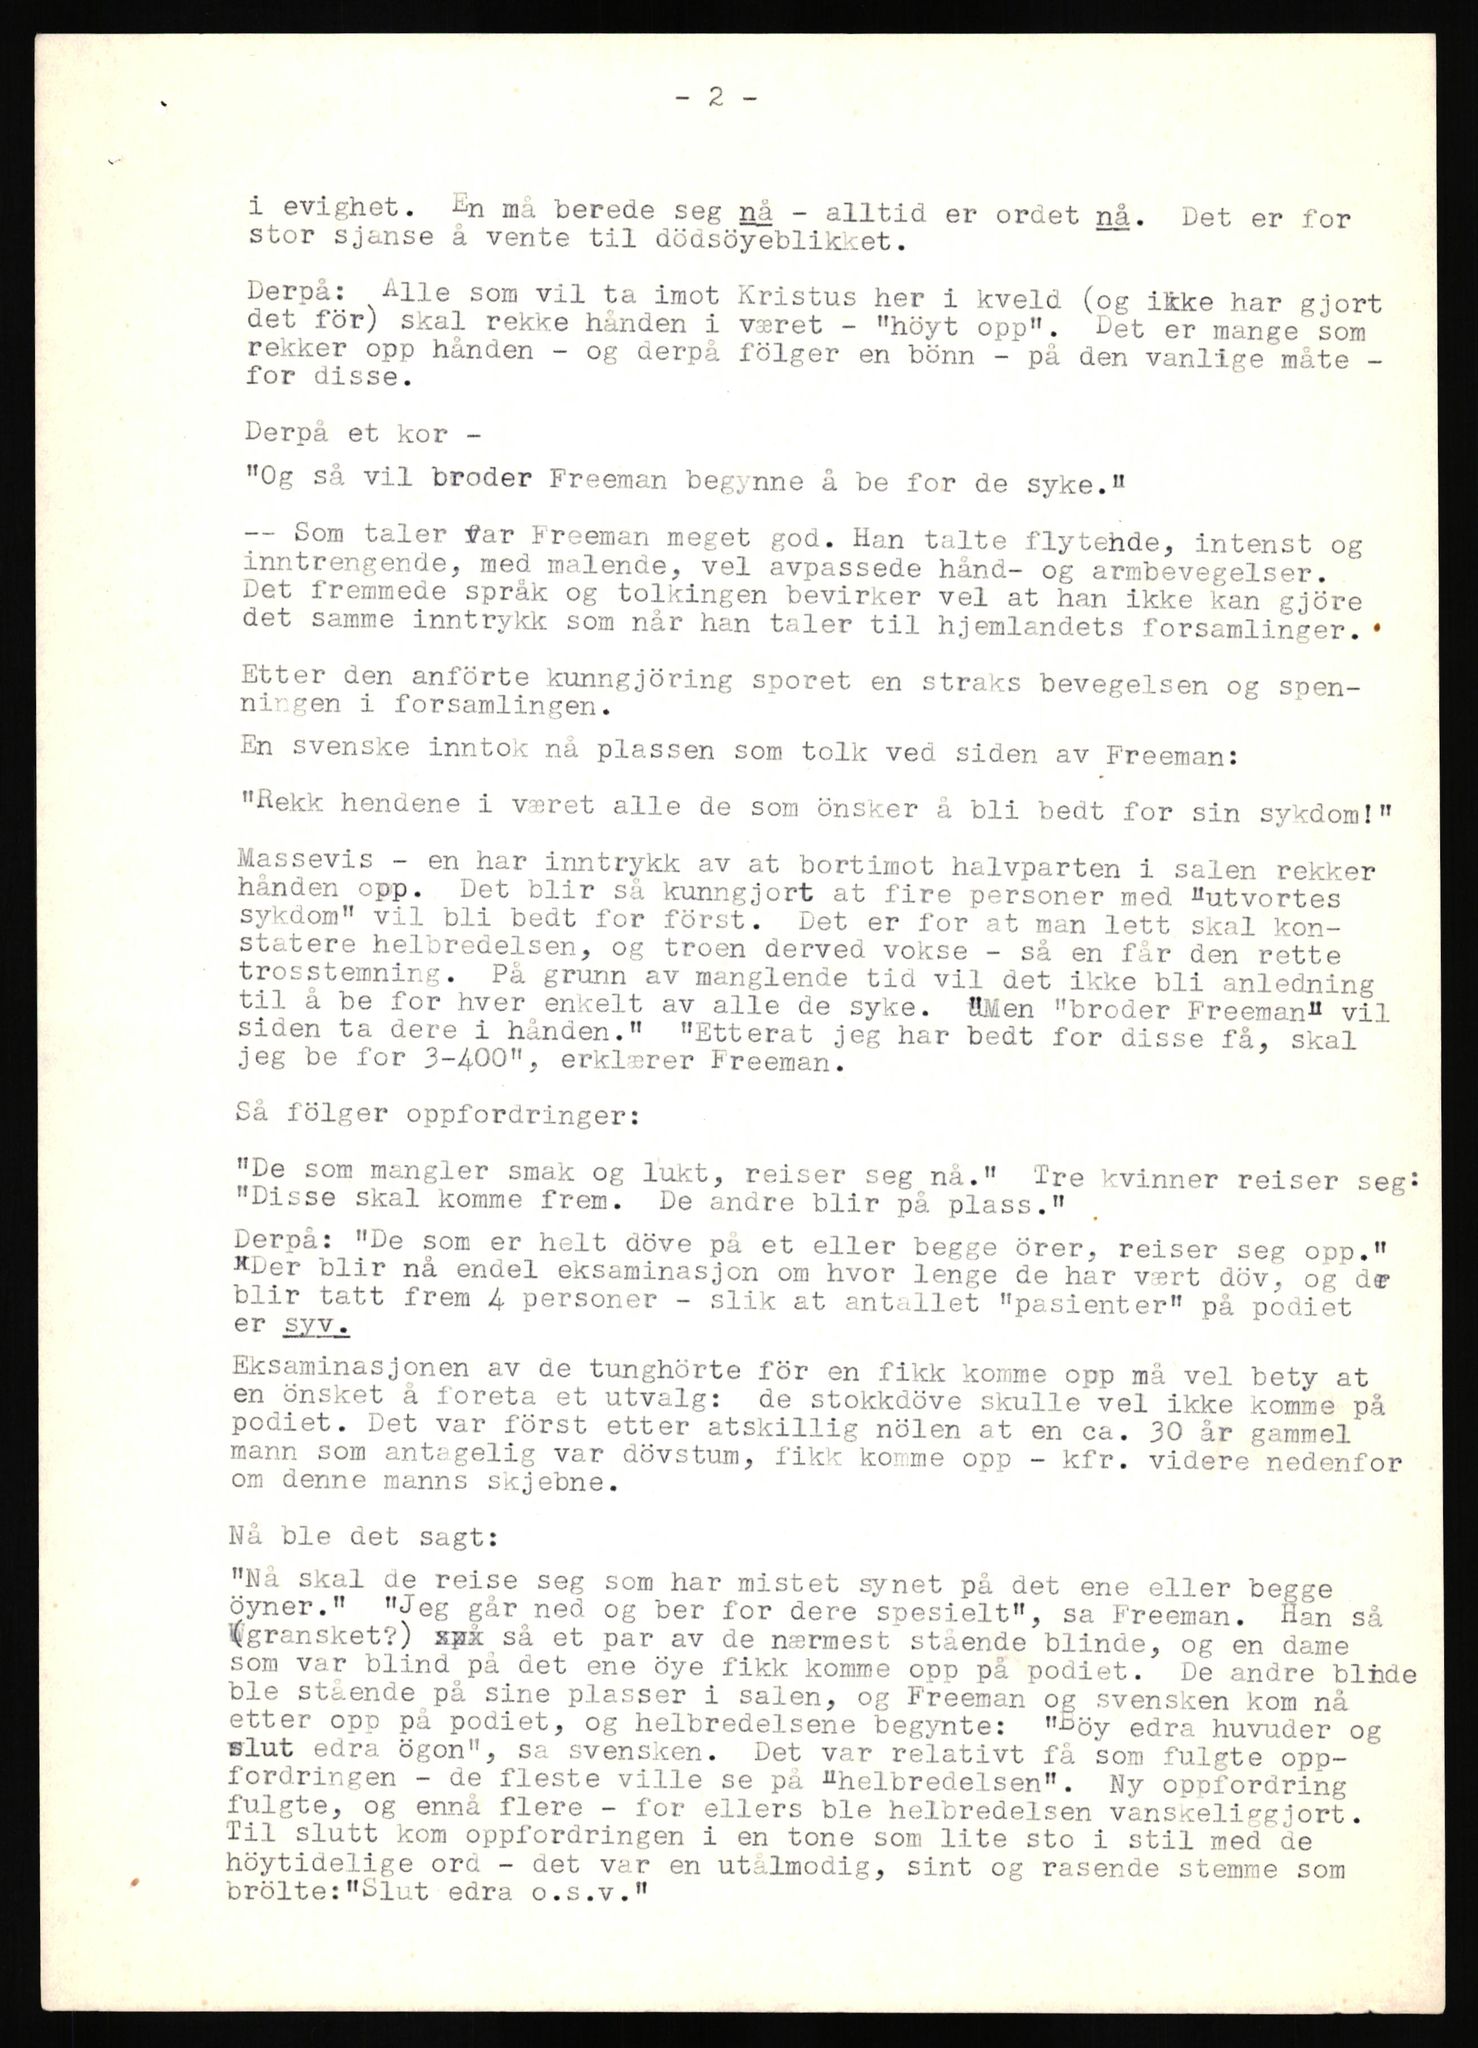 - 2 -
i evighet. En må berede seg nå - alltid er ordet nå. Det er for
stor sjanse å vente til dödsöyeblikket.
Derpå: Alle som vil ta imot Kristus her i kveld (og ikke har gjort
det för) skal rekke hånden i været - "höyt opp". Det er mange som
rekker opp hånden - og derpå fölger en bönn - på den vanlige måte -
for disse.
Derpå et kor -
"Og så vil broder Freeman begynne å be for de syke."
-- Som taler var Freeman meget god. Han talte flytende, intenst og
inntrengende, med malende, vel avpassede hånd- og armbevegelser.
Det fremmede språk og tolkingen bevirker vel at han ikke kan gjöre
det samme inntrykk som når han taler til hjemlandets forsamlinger.
Etter den anförte kunngjöring sporet en straks bevegelsen og spen-
ningen i forsamlingen.
En svenske inntok nå plassen som tolk ved siden av Freeman:
"Rekk hendene i været alle de som önsker å bli bedt for sin sykdom!"
Massevis - en har inntrykk av at bortimot halvparten i salen rekker
hånden opp. Det blir så kunngjort at fire personer med "utvortes
sykdom" vil bli bedt for först. Det er for at man lett skal kon-
statere helbredelsen, og troen derved vokse - så en får den rette
trosstemning. På grunn av manglende tid vil det ikke bli anledning
til å be for hver enkelt av alle de syke. "Men "broder Freeman" vil
siden ta dere i hånden." "Etterat jeg har bedt for disse få, skal
jeg be for 3-400", erklærer Freeman.
Så fölger oppfordringer:
"De som mangler smak og lukt, reiser seg nå." Tre kvinner reiser seg:
"Disse skal komme frem. De andre blir på plass."
Derpå: "De som er helt döve på et eller begge örer, reiser seg opp."
"Der blir nå endel eksaminasjon om hvor lenge de har vært döv, og der
blir tatt frem 4 personer - slik at antallet "pasienter" på podiet
er syv.
Eksaminasjonen av de tunghörte för en fikk komme opp må vel bety at
en önsket å foreta et utvalg: de stokkdöve skulle vel ikke komme på
podiet. Det var först etter atskillig nölen at en ca. 30 år gammel
mann som antagelig var dövstum, fikk komme opp - kfr. videre nedenfor
om denne manns skjebne.
Nå ble det sagt:
"Nå skal de reise seg som har mistet synet på det ene eller begge
öyner." "Jeg går ned og ber for dere spesielt", sa Freeman. Han så
(gransket?) så et par av de nærmest stående blinde, og en dame
som var blind på det ene öye fikk komme opp på podiet. De andre blinde
ble stående på sine plasser i salen, og Freeman og svensken kom nå
etter opp på podiet, og helbredelsene begynte: "Böy edra huvuder og
slut edra ögon", sa svensken. Det var relativt få som fulgte opp-
fordringen - de fleste ville se på "helbredelsen". Ny oppfordring
fulgte, og ennå flere - for ellers ble helbredelsen vanskeliggjort.
Til slutt kom oppfordringen i en tone som lite sto i stil med de
höytidelige ord - det var en utålmodig, sint og rasende stemme som
brölte:"Slut edra o.s.v."